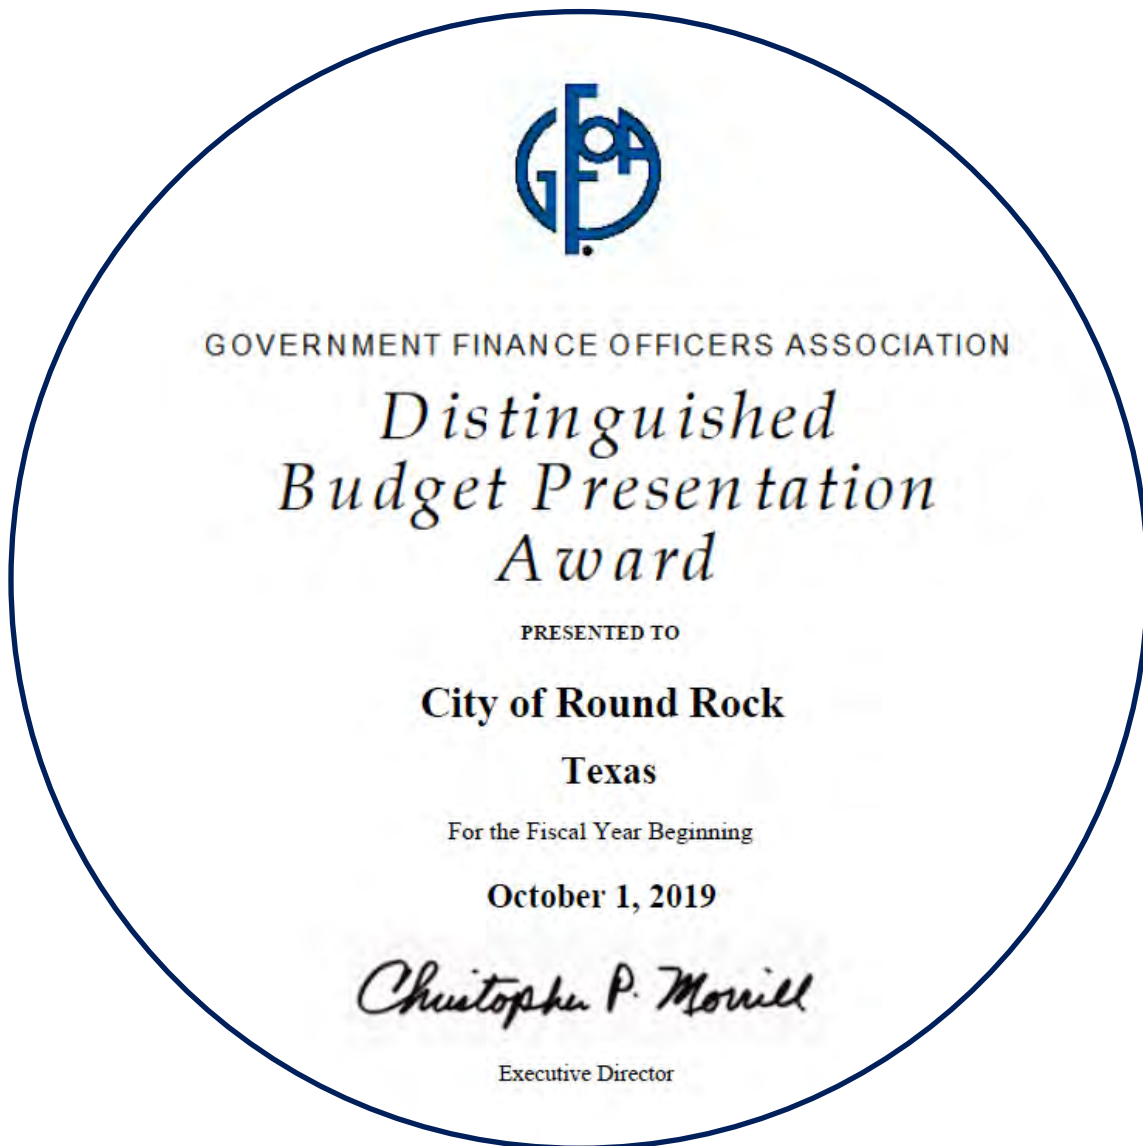 GFOA
GOVERNMENT FINANCE OFFICERS ASSOCIATION
Distinguished
Budget Presentation
Award
PRESENTED TO
City of Round Rock
Texas
For the Fiscal Year Beginning
October 1, 2019
Christopher P. Morrill
Executive Director